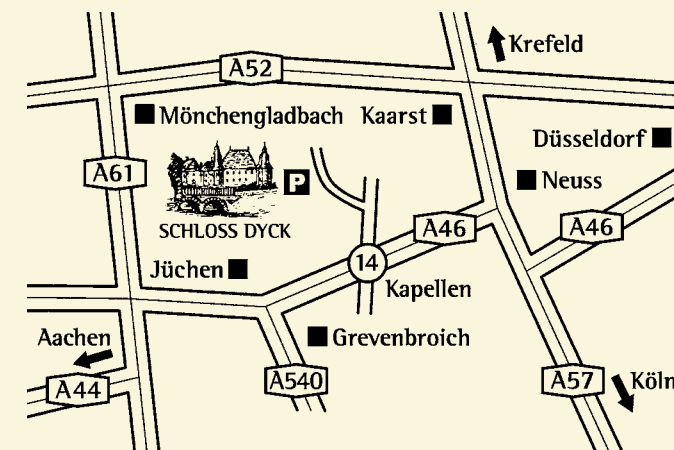 Krefeld
A52
Mönchengladbach
Kaarst
Düsseldorf
A61
P
Neuss
SCHLOSS DYCK
A46
A46
14
Jüchen
Kapellen
Aachen
Grevenbroich
A44
A540
A57
Köln